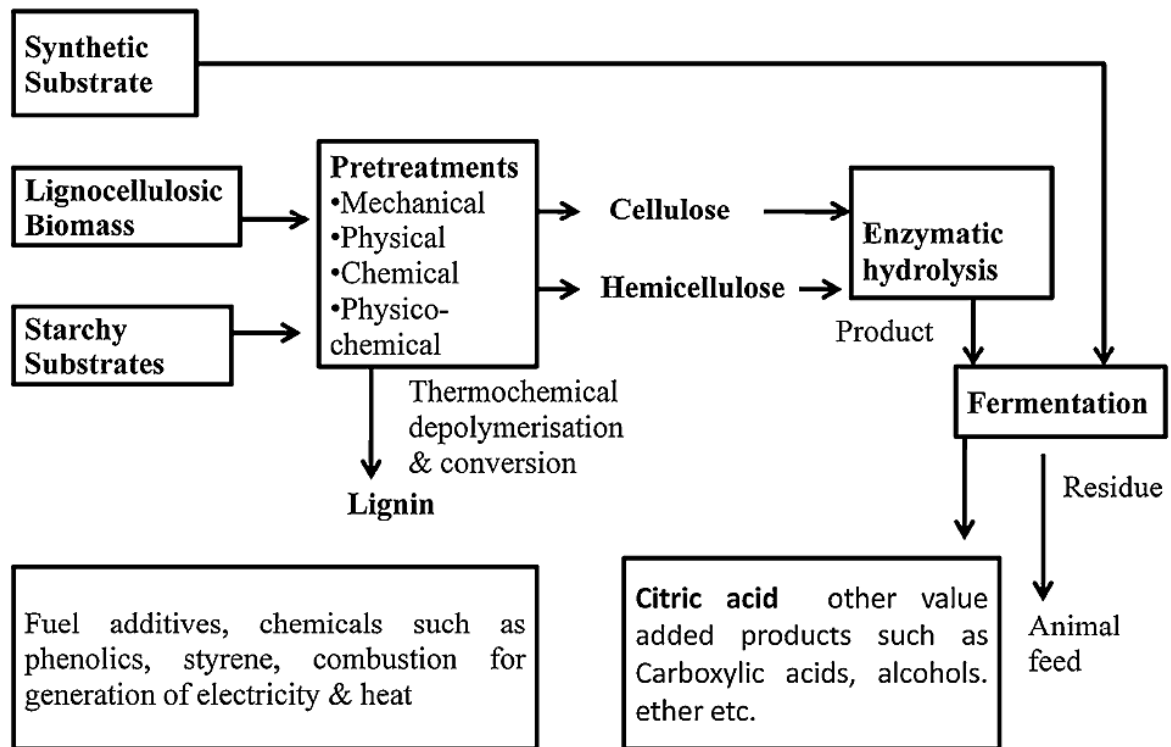 Synthetic
Substrate
Lignocellulosic
Biomass
Starchy
Substrates
Pretreatments
•Mechanical
•Physical
•Chemical
•Physico-
chemical
Cellulose
Hemicellulose
Enzymatic
hydrolysis
Product
Fermentation
Thermochemical
depolymerisation
& conversion
Lignin
Residue
Animal
feed
Fuel additives, chemicals such as
phenolics, styrene, combustion for
generation of electricity & heat
Citric acid other value
added products such as
Carboxylic acids, alcohols.
ether etc.